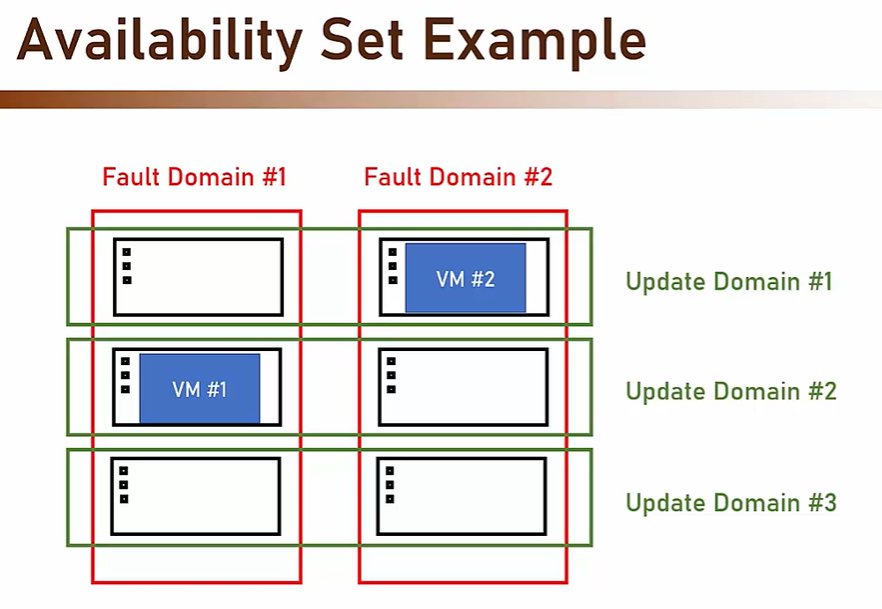 Availability Set Example
Fault Domain #1
Fault Domain #2
VM #2
Update Domain #1
VM #1
Update Domain #2
Update Domain #3